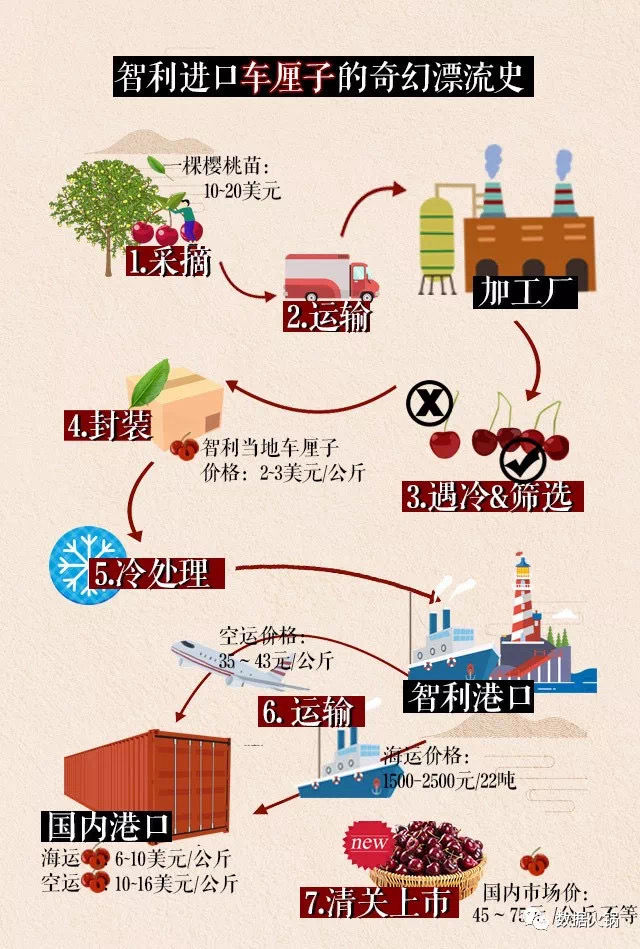 智利进口车厘子的奇幻漂流史
一棵樱桃苗：
10~20美元
1.采摘
2.运输
加工厂
4.封装
智利当地车厘子
价格：2-3美元/公斤
3.遇冷&筛选
5.冷处理
空运价格：
35～43元/公斤
6.运输
智利港口
海运价格：
1500-2500元/22吨
国内港口
海运 6~10美元/公斤
空运 10~16美元/公斤
new
7.清关上市
国内市场价：
45～75元/公斤不等
数据火锅